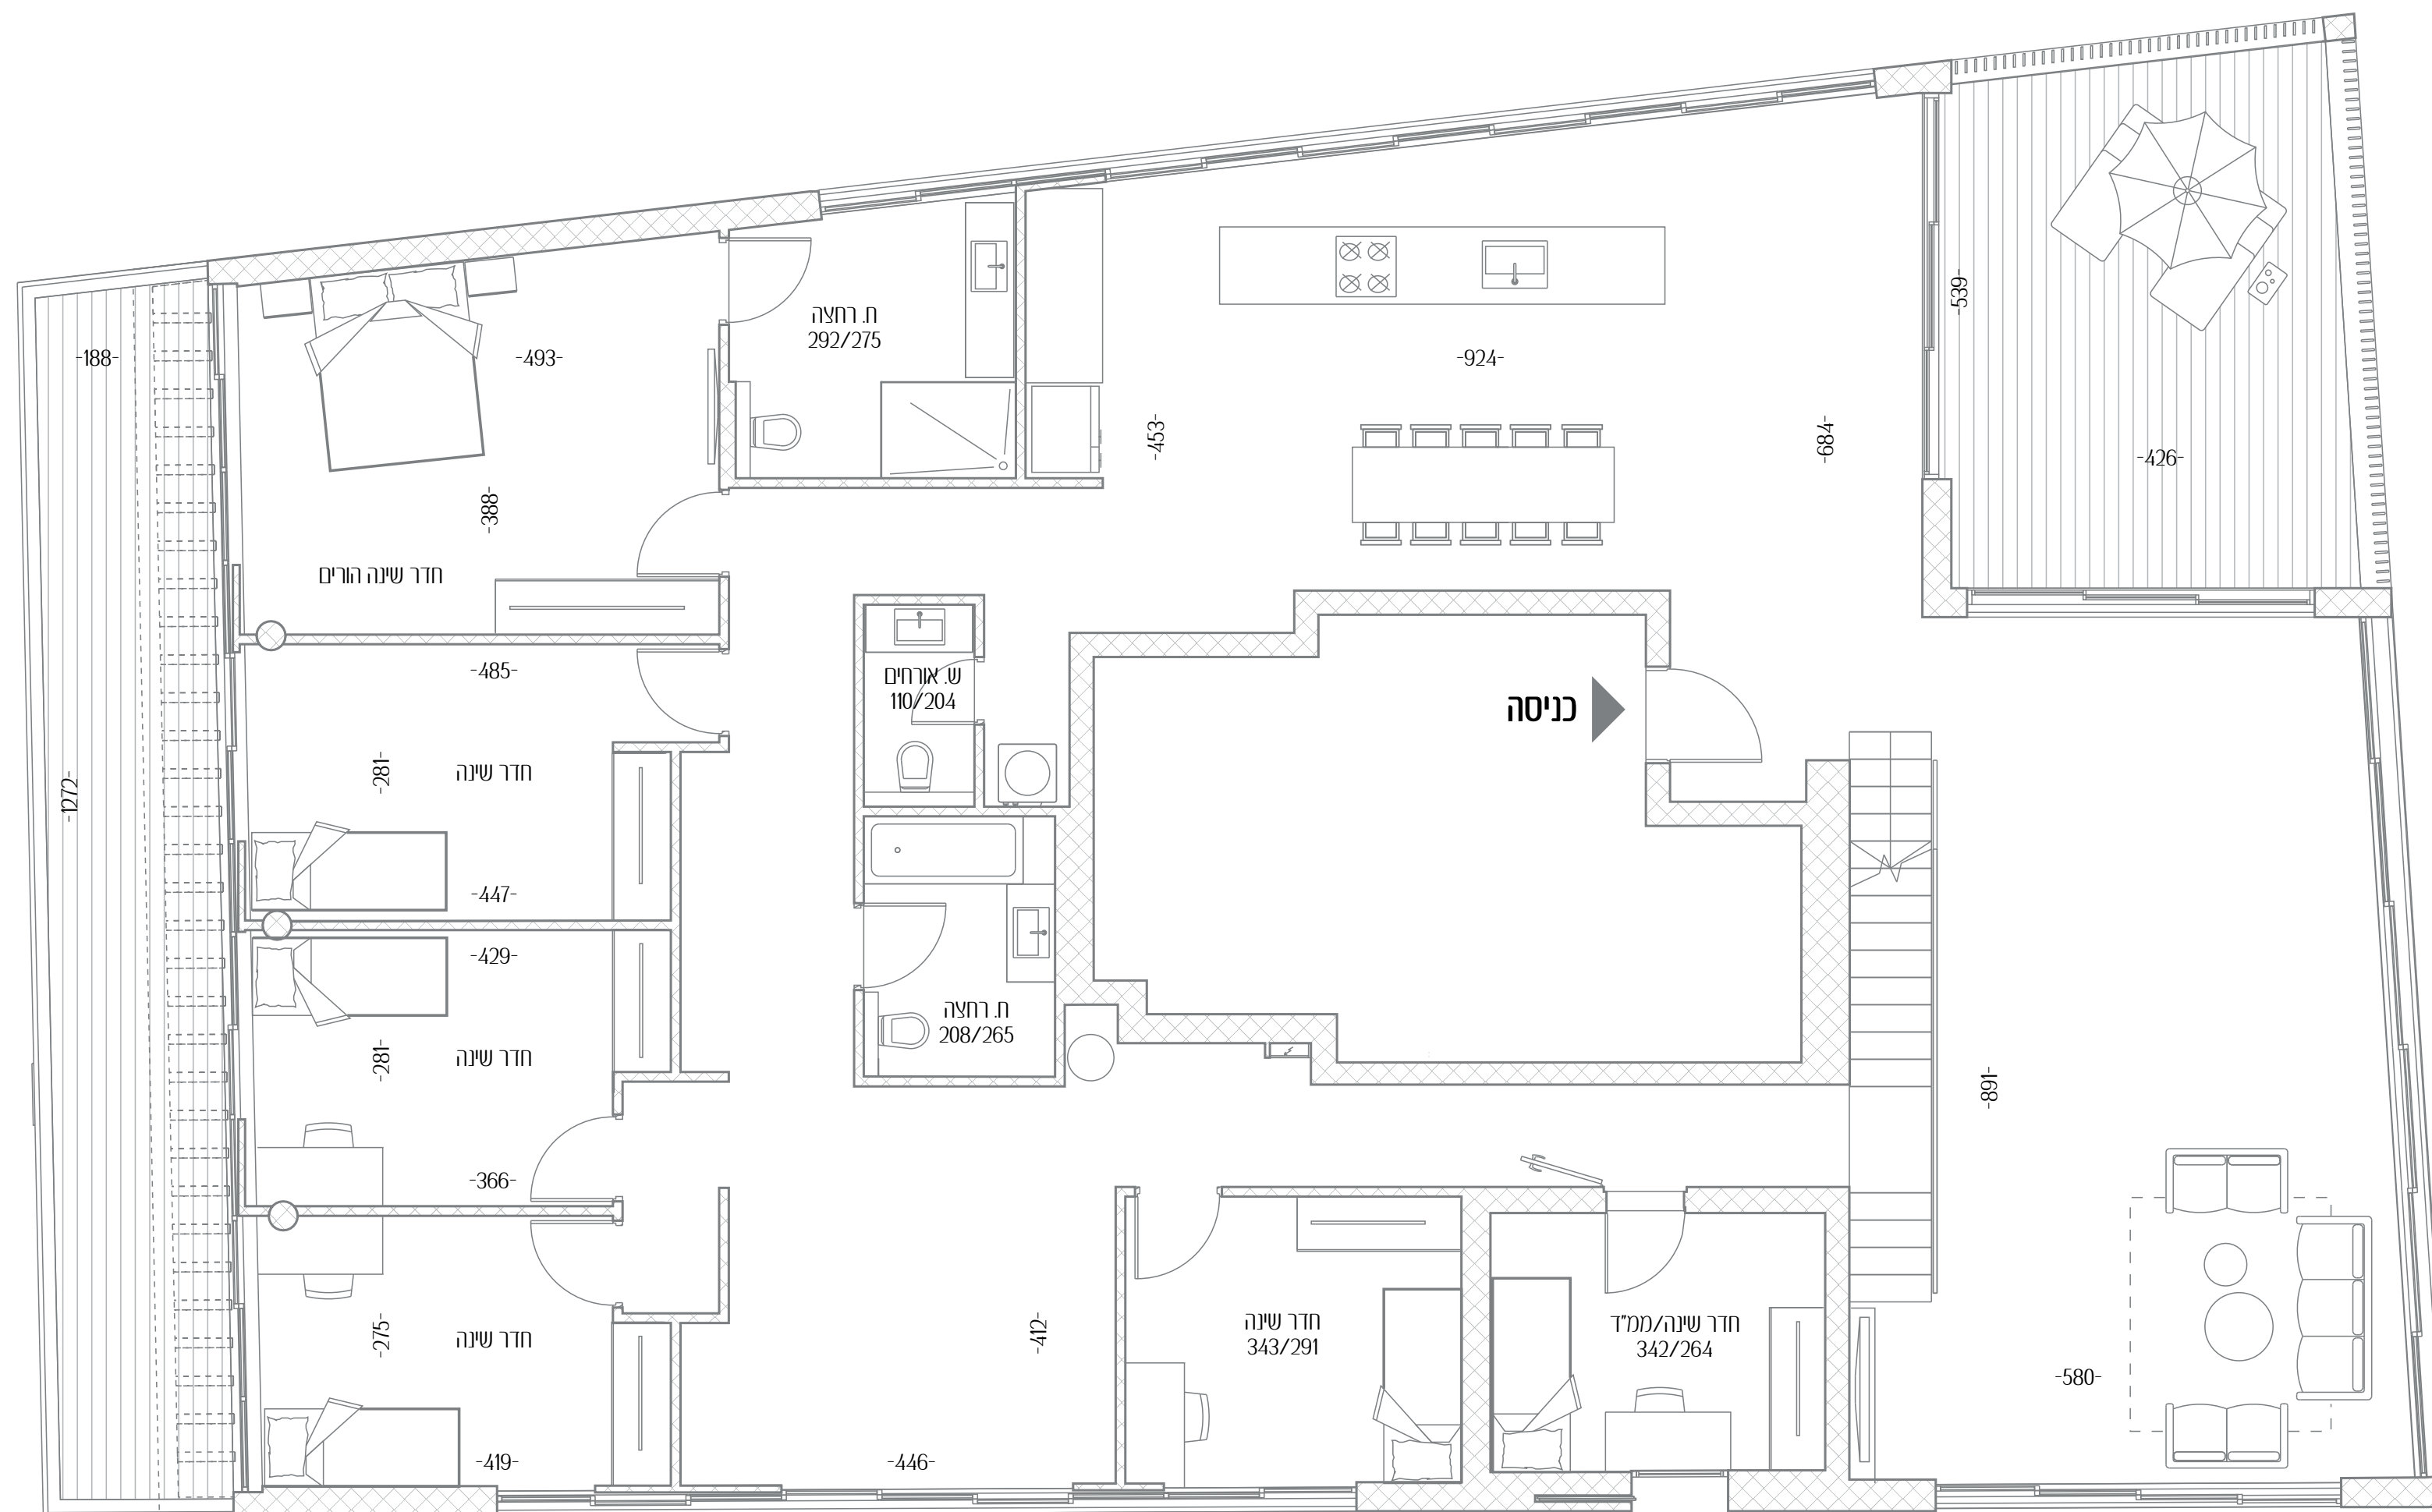 -188-
-493-
ח. רחצה
292/275
-924-
-539-
-453-
-684-
-426-
-388-
חדר שינה הורים
-485-
ש. אורחים
110/204
כניסה
-281-
חדר שינה
-1272-
-447-
-429-
ח. רחצה
208/265
-281-
חדר שינה
-891-
-366-
-275-
חדר שינה
-412-
חדר שינה
343/291
חדר שינה/ממ"ד
342/264
-580-
-419-
-446-